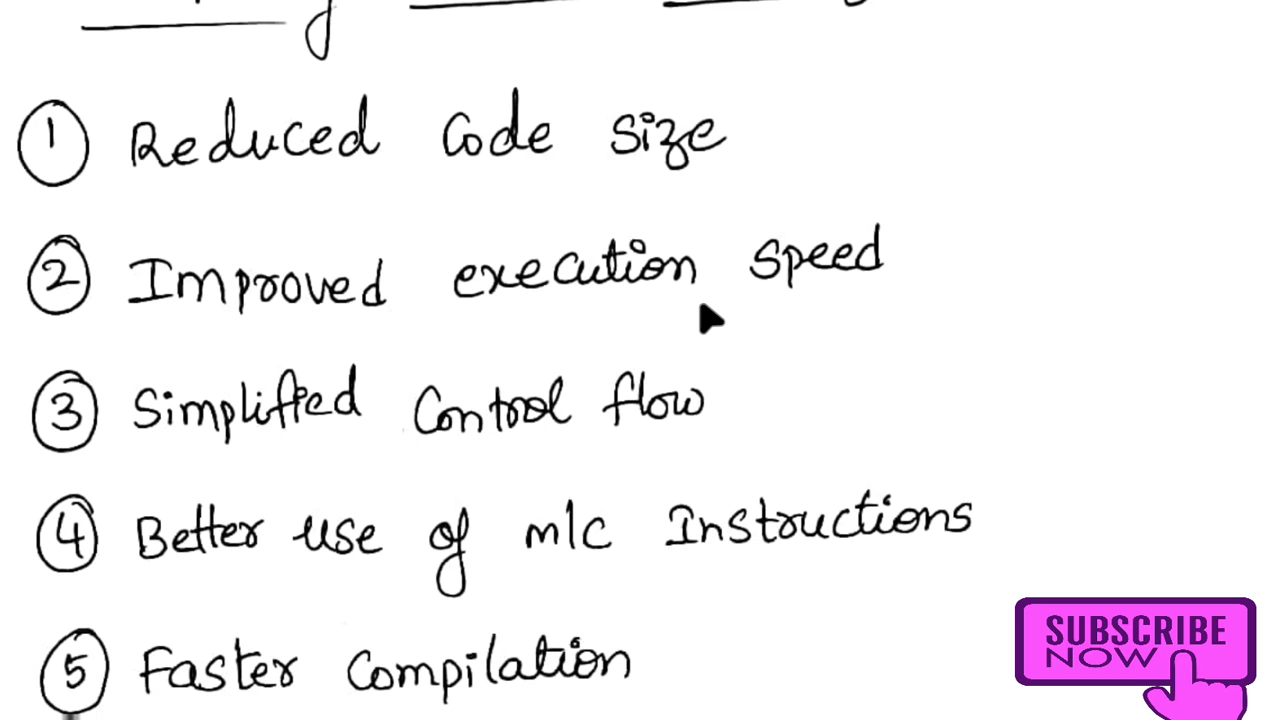 ① Reduced Code Size
② Improved execution speed
③ Simplified Control flow
④ Better use of m/c Instructions
⑤ Faster Compilation
SUBSCRIBE
NOW